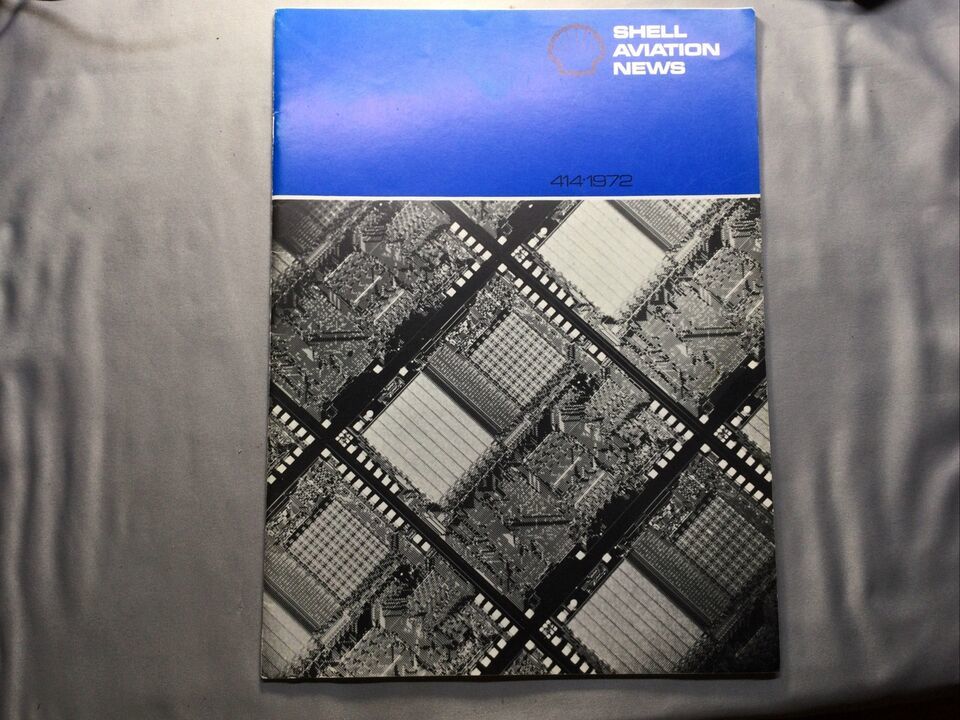 SHELL
AVIATION
NEWS
414·1972